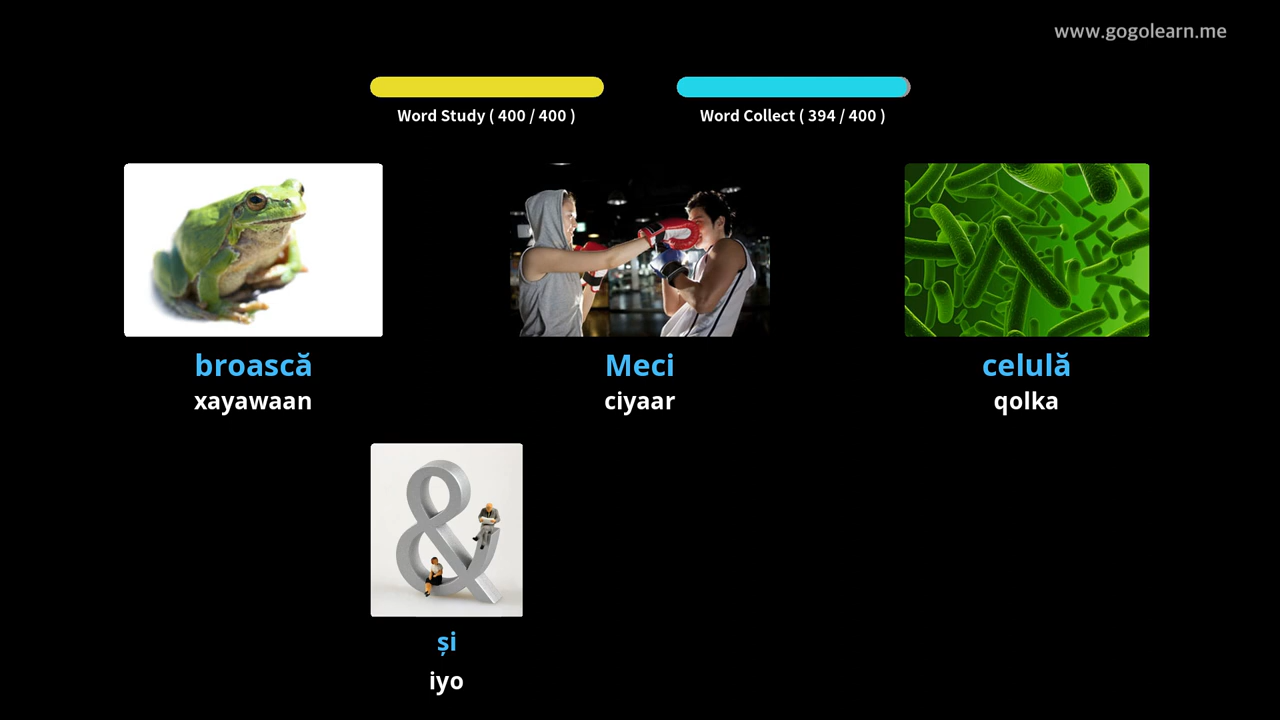 www.gogolearn.me
Word Study ( 400 / 400 )
Word Collect ( 394 / 400 )
broască
xayawaan
Meci
ciyaar
celulă
qolka
&
și
iyo